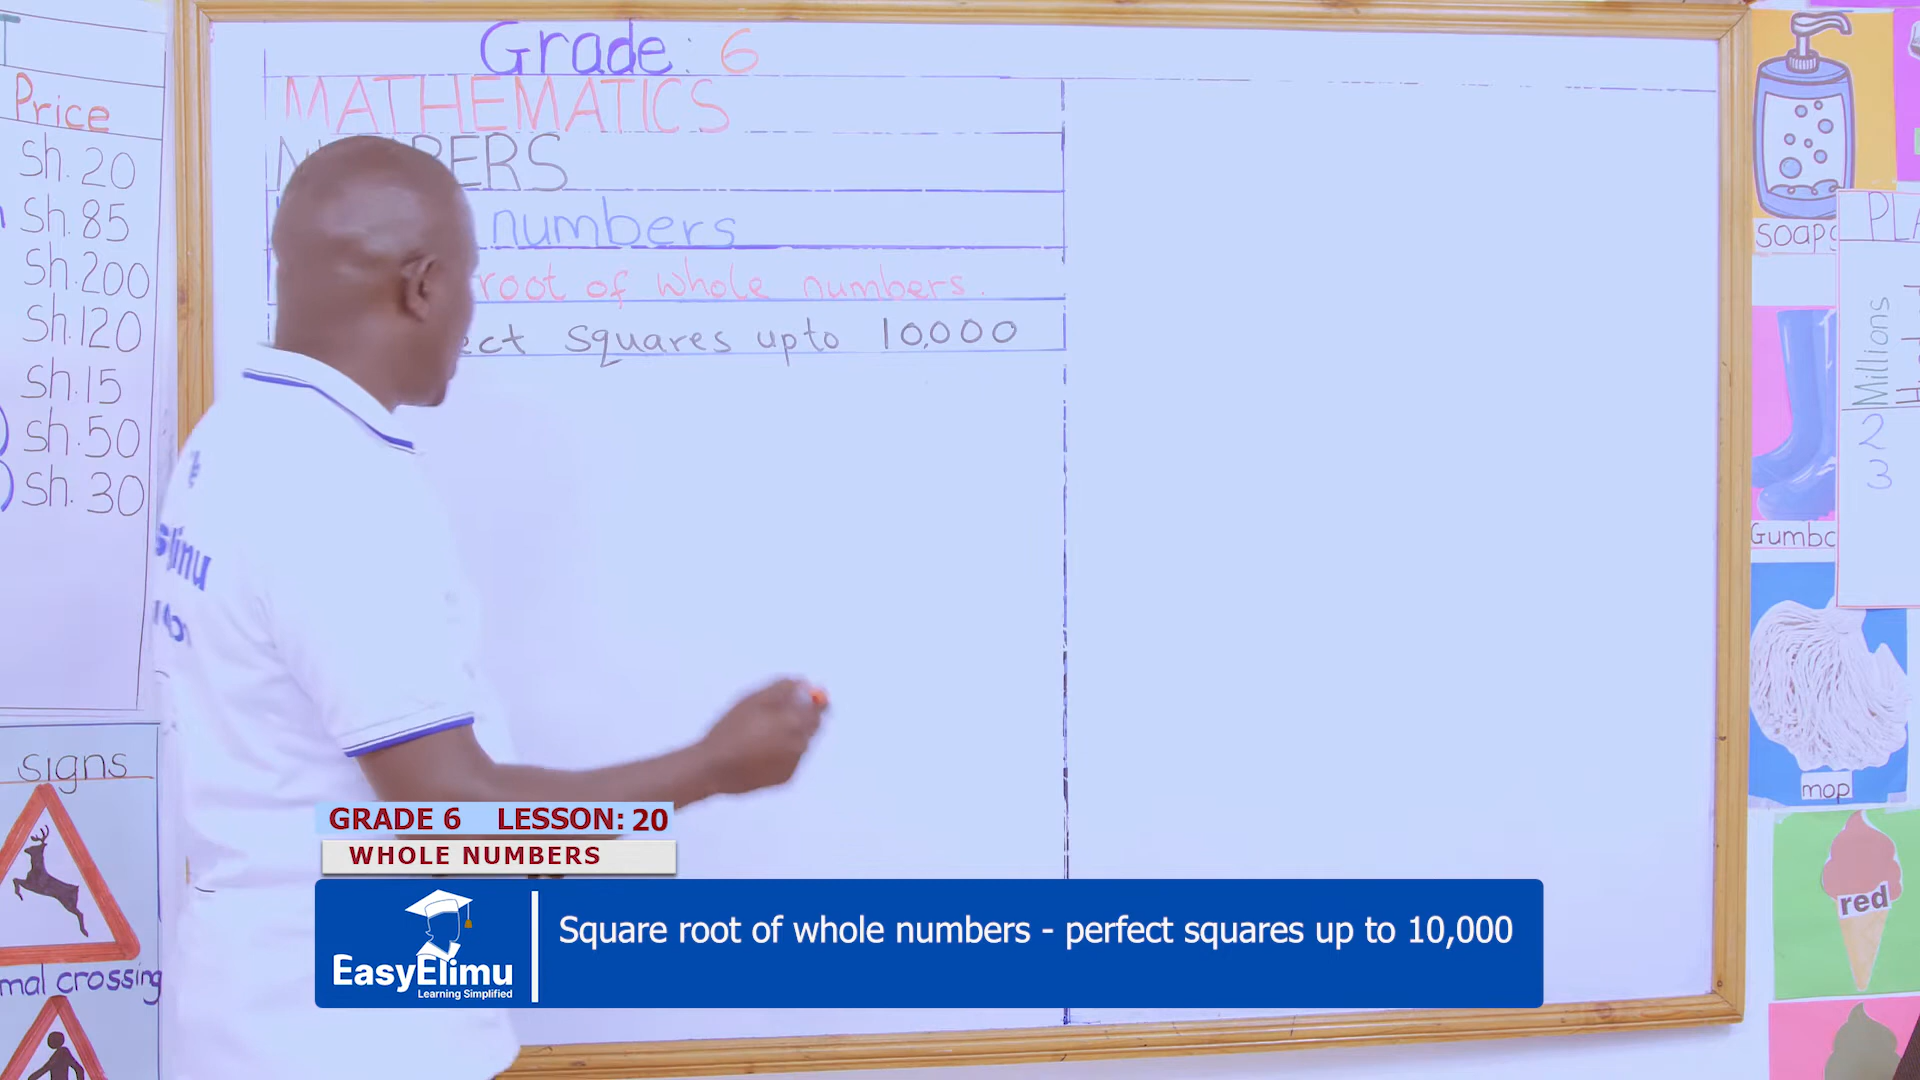 Price
Sh. 20
Sh. 85
Sh. 200
Sh. 120
Sh. 15
Sh. 50
Sh. 30
signs
mal crossing
Grade: 6
MATHEMATICS
numbers
root of whole numbers.
ect squares upto 10,000
GRADE 6 LESSON: 20
WHOLE NUMBERS
EasyElimu
Learning Simplified
Square root of whole numbers - perfect squares up to 10,000
soap
Gumbo
mop
red
PLA
Millions
2
3